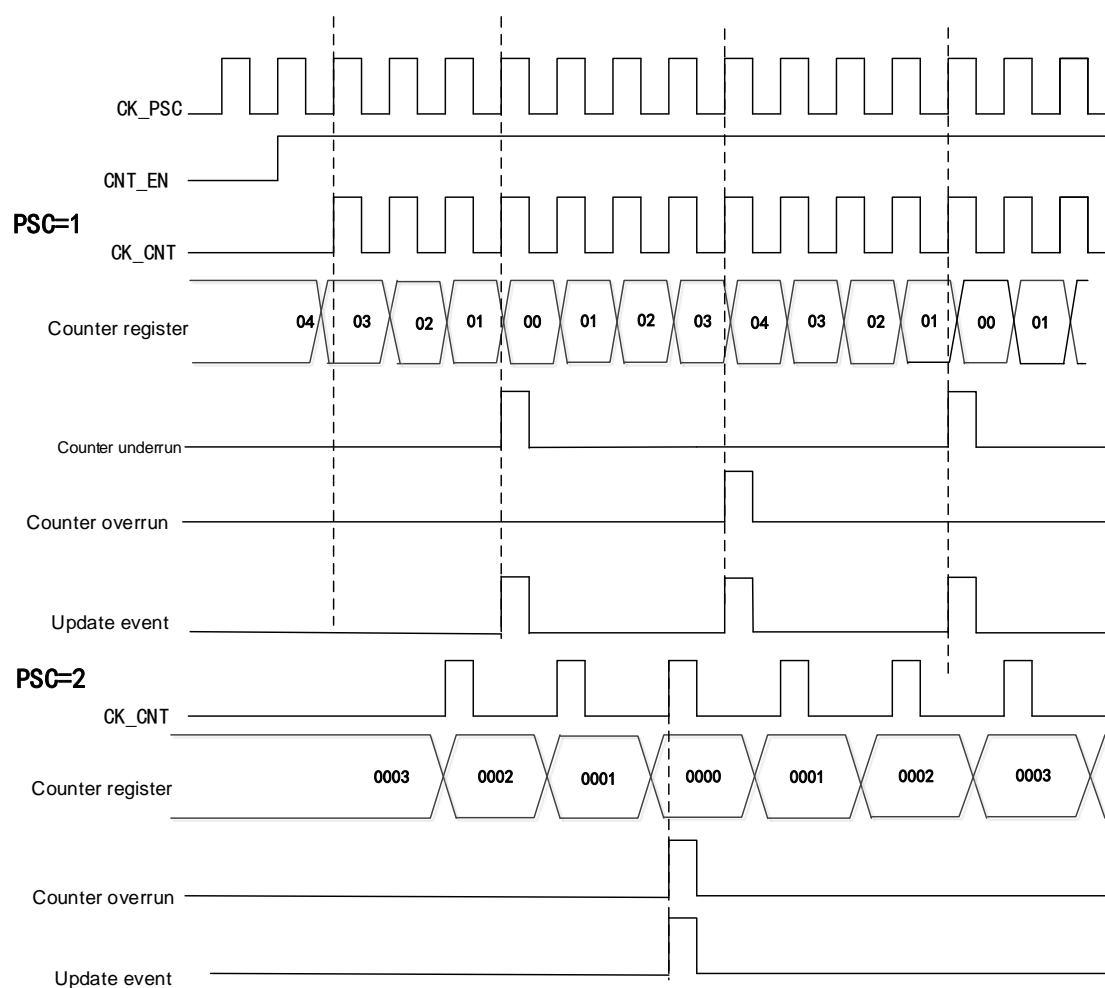 CK_PSC
CNT_EN
PSC=1
CK_CNT
Counter register 04 03 02 01 00 01 02 03 04 03 02 01 00 01
Counter underrun
Counter overrun
Update event
PSC=2
CK_CNT
Counter register 0003 0002 0001 0000 0001 0002 0003
Counter overrun
Update event